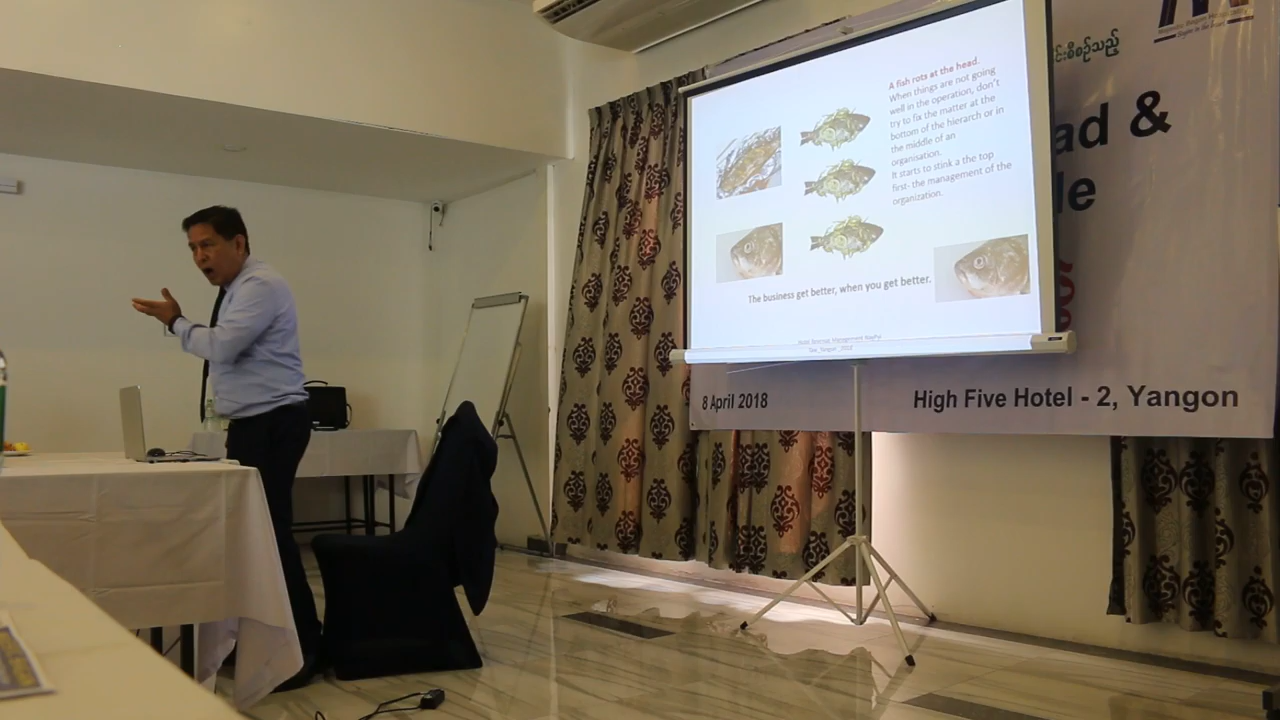 A fish rots at the head.
When things are not going
well in the operation, don't
try to fix the matter at the
bottom of the hierarch or in
the middle of an
organisation.
It starts to stink a the top
first- the management of the
organization.
The business get better, when you get better.
ad &
le
8 April 2018
High Five Hotel - 2, Yangon